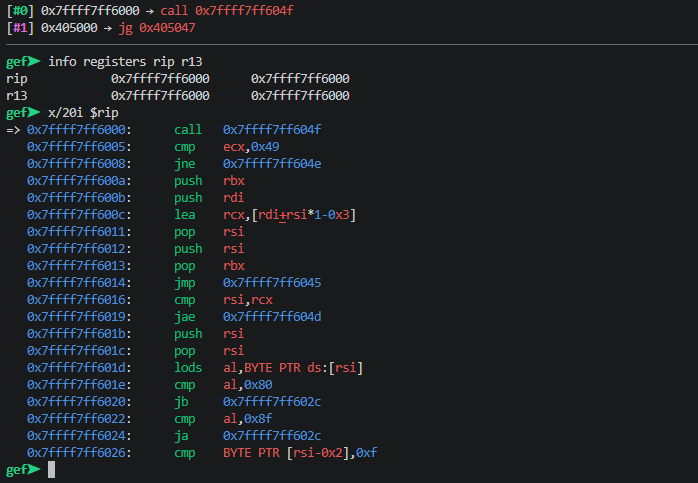 [#0] 0x7ffff7ff6000 → call 0x7ffff7ff604f
[#1] 0x405000 → jg 0x405047
gef➤ info registers rip r13
rip 0x7ffff7ff6000 0x7ffff7ff6000
r13 0x7ffff7ff6000 0x7ffff7ff6000
gef➤ x/20i $rip
=> 0x7ffff7ff6000: call 0x7ffff7ff604f
0x7ffff7ff6005: cmp ecx,0x49
0x7ffff7ff6008: jne 0x7ffff7ff604e
0x7ffff7ff600a: push rbx
0x7ffff7ff600b: push rdi
0x7ffff7ff600c: lea rcx,[rdi+rsi*1-0x3]
0x7ffff7ff6011: pop rsi
0x7ffff7ff6012: push rsi
0x7ffff7ff6013: pop rbx
0x7ffff7ff6014: jmp 0x7ffff7ff6045
0x7ffff7ff6016: cmp rsi,rcx
0x7ffff7ff6019: jae 0x7ffff7ff604d
0x7ffff7ff601b: push rsi
0x7ffff7ff601c: pop rsi
0x7ffff7ff601d: lods al,BYTE PTR ds:[rsi]
0x7ffff7ff601e: cmp al,0x80
0x7ffff7ff6020: jb 0x7ffff7ff602c
0x7ffff7ff6022: cmp al,0x8f
0x7ffff7ff6024: ja 0x7ffff7ff602c
0x7ffff7ff6026: cmp BYTE PTR [rsi-0x2],0xf
gef➤